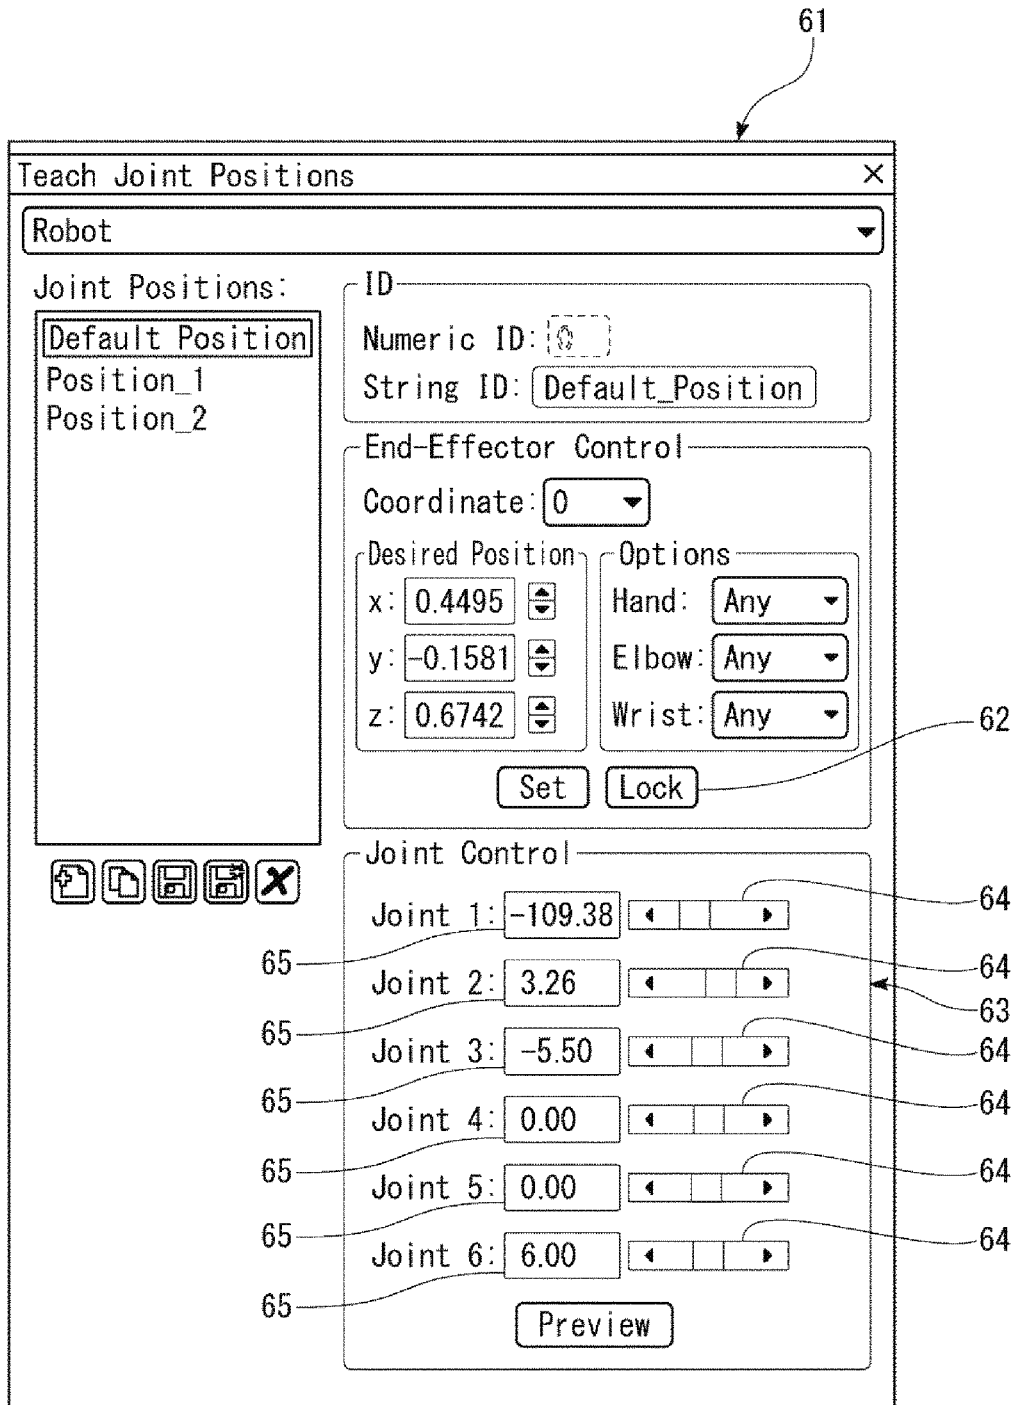 61
Teach Joint Positions ×
Robot
Joint Positions:
Default Position
Position_1
Position_2
ID
Numeric ID: 0
String ID: Default_Position
End-Effector Control
Coordinate: 0
Desired Position
x: 0.4495
y: -0.1581
z: 0.6742
Options
Hand: Any
Elbow: Any
Wrist: Any
62
Set Lock
Joint Control
Joint 1: -109.38 64
65
Joint 2: 3.26 64
63
65
Joint 3: -5.50 64
65
Joint 4: 0.00 64
65
Joint 5: 0.00 64
65
Joint 6: 6.00 64
65
Preview